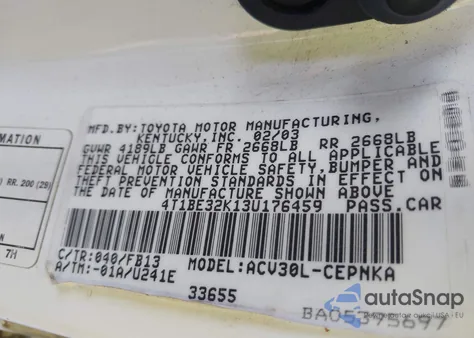 MFD.BY:TOYOTA MOTOR MANUFACTURING,
KENTUCKY,INC. 02/03
GVWR 4189LB GAWR FR 2668LB RR 2668LB
THIS VEHICLE CONFORMS TO ALL APPLICABLE
FEDERAL MOTOR VEHICLE SAFETY,BUMPER AND
THEFT PREVENTION STANDARDS IN EFFECT ON
THE DATE OF MANUFACTURE SHOWN ABOVE
4T1BE32K13U176459 PASS.CAR
C/TR:040/FB13 MODEL:ACV30L-CEPNKA
A/TM:-01A/U241E
33655
BA05375697
MATION
RR. 200 (29)
7H
autoSnap